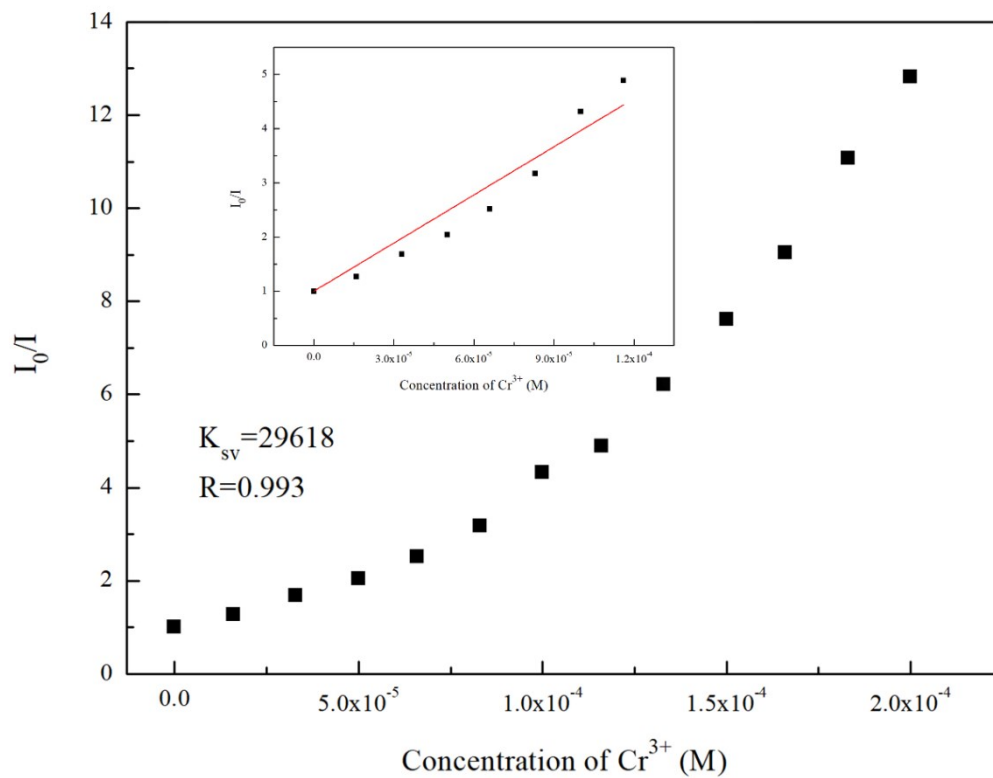 14
12
10
8
6
4
2
0
I₀/I
0.0
5.0x10⁻⁵
1.0x10⁻⁴
1.5x10⁻⁴
2.0x10⁻⁴
Concentration of Cr³⁺ (M)
K_sv=29618
R=0.993
5
4
3
2
1
0
I₀/I
0.0
3.0x10⁻⁵
6.0x10⁻⁵
9.0x10⁻⁵
1.2x10⁻⁴
Concentration of Cr³⁺ (M)